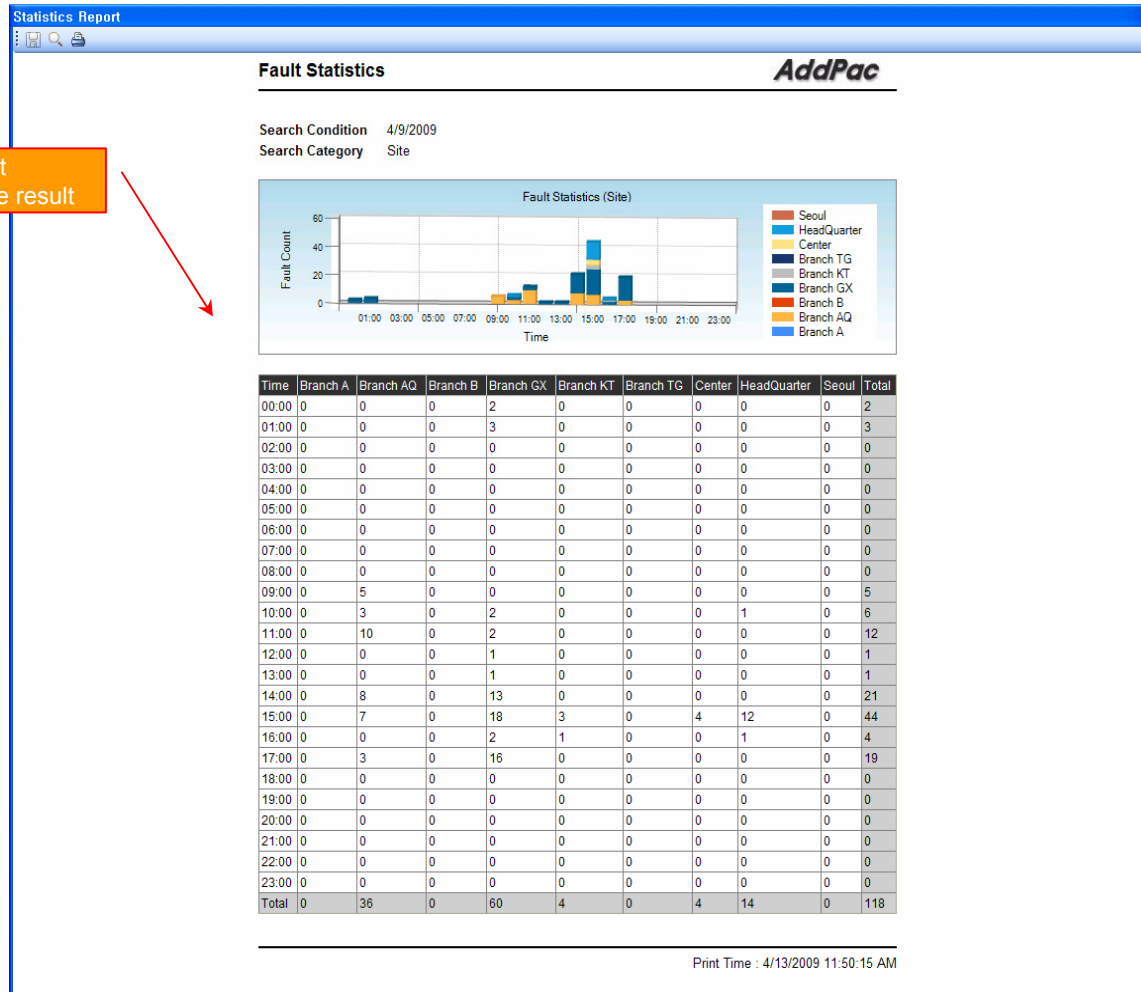 Statistics Report
Fault Statistics
AddPac
Search Condition 4/9/2009
Search Category Site
t
e result
Fault Statistics (Site)
Fault Count
60
40
20
0
01:00 03:00 05:00 07:00 09:00 11:00 13:00 15:00 17:00 19:00 21:00 23:00
Time
Seoul
HeadQuarter
Center
Branch TG
Branch KT
Branch GX
Branch B
Branch AQ
Branch A
Time Branch A Branch AQ Branch B Branch GX Branch KT Branch TG Center HeadQuarter Seoul Total
00:00 0 0 0 2 0 0 0 0 0 2
01:00 0 0 0 3 0 0 0 0 0 3
02:00 0 0 0 0 0 0 0 0 0 0
03:00 0 0 0 0 0 0 0 0 0 0
04:00 0 0 0 0 0 0 0 0 0 0
05:00 0 0 0 0 0 0 0 0 0 0
06:00 0 0 0 0 0 0 0 0 0 0
07:00 0 0 0 0 0 0 0 0 0 0
08:00 0 0 0 0 0 0 0 0 0 0
09:00 0 5 0 0 0 0 0 0 0 5
10:00 0 3 0 2 0 0 0 1 0 6
11:00 0 10 0 2 0 0 0 0 0 12
12:00 0 0 0 1 0 0 0 0 0 1
13:00 0 0 0 1 0 0 0 0 0 1
14:00 0 8 0 13 0 0 0 0 0 21
15:00 0 7 0 18 3 0 4 12 0 44
16:00 0 0 0 2 1 0 0 1 0 4
17:00 0 3 0 16 0 0 0 0 0 19
18:00 0 0 0 0 0 0 0 0 0 0
19:00 0 0 0 0 0 0 0 0 0 0
20:00 0 0 0 0 0 0 0 0 0 0
21:00 0 0 0 0 0 0 0 0 0 0
22:00 0 0 0 0 0 0 0 0 0 0
23:00 0 0 0 0 0 0 0 0 0 0
Total 0 36 0 60 4 0 4 14 0 118
Print Time : 4/13/2009 11:50:15 AM